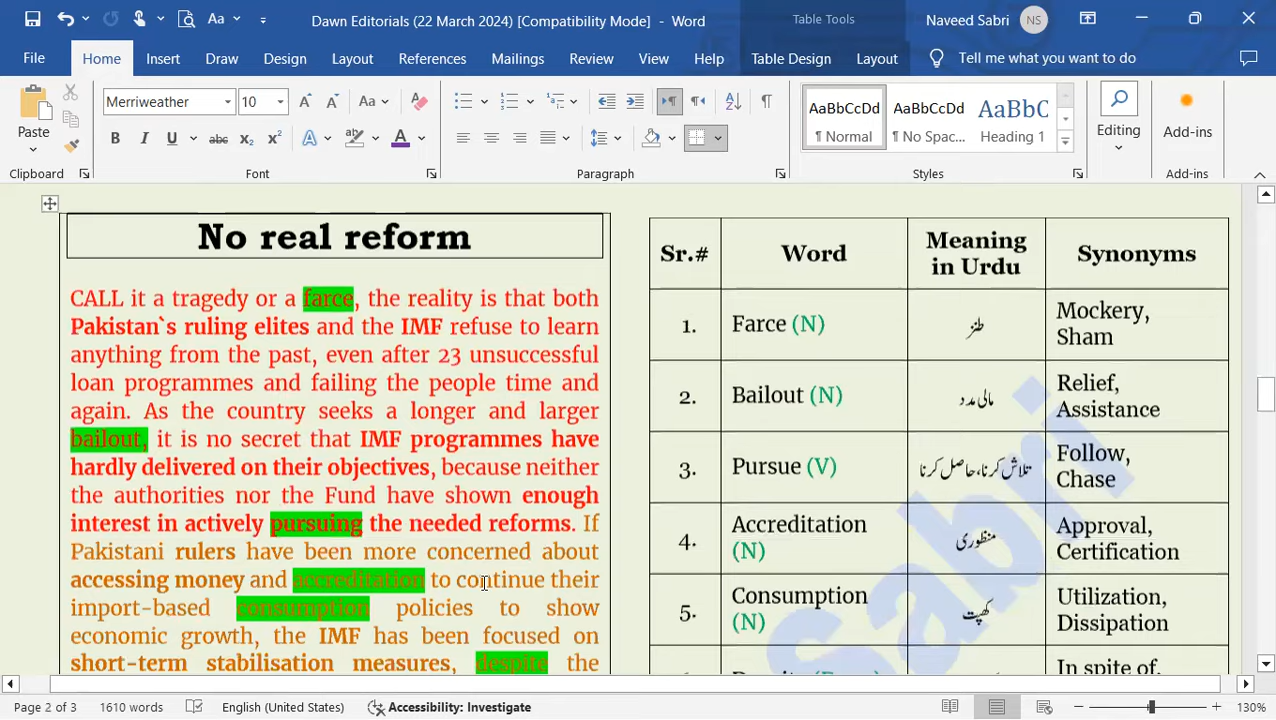 Dawn Editorials (22 March 2024) [Compatibility Mode] - Word
Table Tools
Naveed Sabri
NS
File
Home
Insert
Draw
Design
Layout
References
Mailings
Review
View
Help
Table Design
Layout
Tell me what you want to do
Paste
Clipboard
Merriweather
10
Font
Paragraph
AaBbCcDd
¶ Normal
AaBbCcDd
¶ No Spac...
AaBbC
Heading 1
Styles
Editing
Add-ins
Add-ins
No real reform
CALL it a tragedy or a farce, the reality is that both
Pakistan`s ruling elites and the IMF refuse to learn
anything from the past, even after 23 unsuccessful
loan programmes and failing the people time and
again. As the country seeks a longer and larger
bailout, it is no secret that IMF programmes have
hardly delivered on their objectives, because neither
the authorities nor the Fund have shown enough
interest in actively pursuing the needed reforms. If
Pakistani rulers have been more concerned about
accessing money and accreditation to continue their
import-based consumption policies to show
economic growth, the IMF has been focused on
short-term stabilisation measures, despite the
Sr.#
Word
Meaning
in Urdu
Synonyms
1.
Farce (N)
طنز
Mockery,
Sham
2.
Bailout (N)
مالی مدد
Relief,
Assistance
3.
Pursue (V)
تلاش کرنا، حاصل کرنا
Follow,
Chase
4.
Accreditation
(N)
منظوری
Approval,
Certification
5.
Consumption
(N)
کھپت
Utilization,
Dissipation
In spite of,
sabri
Page 2 of 3
1610 words
English (United States)
Accessibility: Investigate
130%